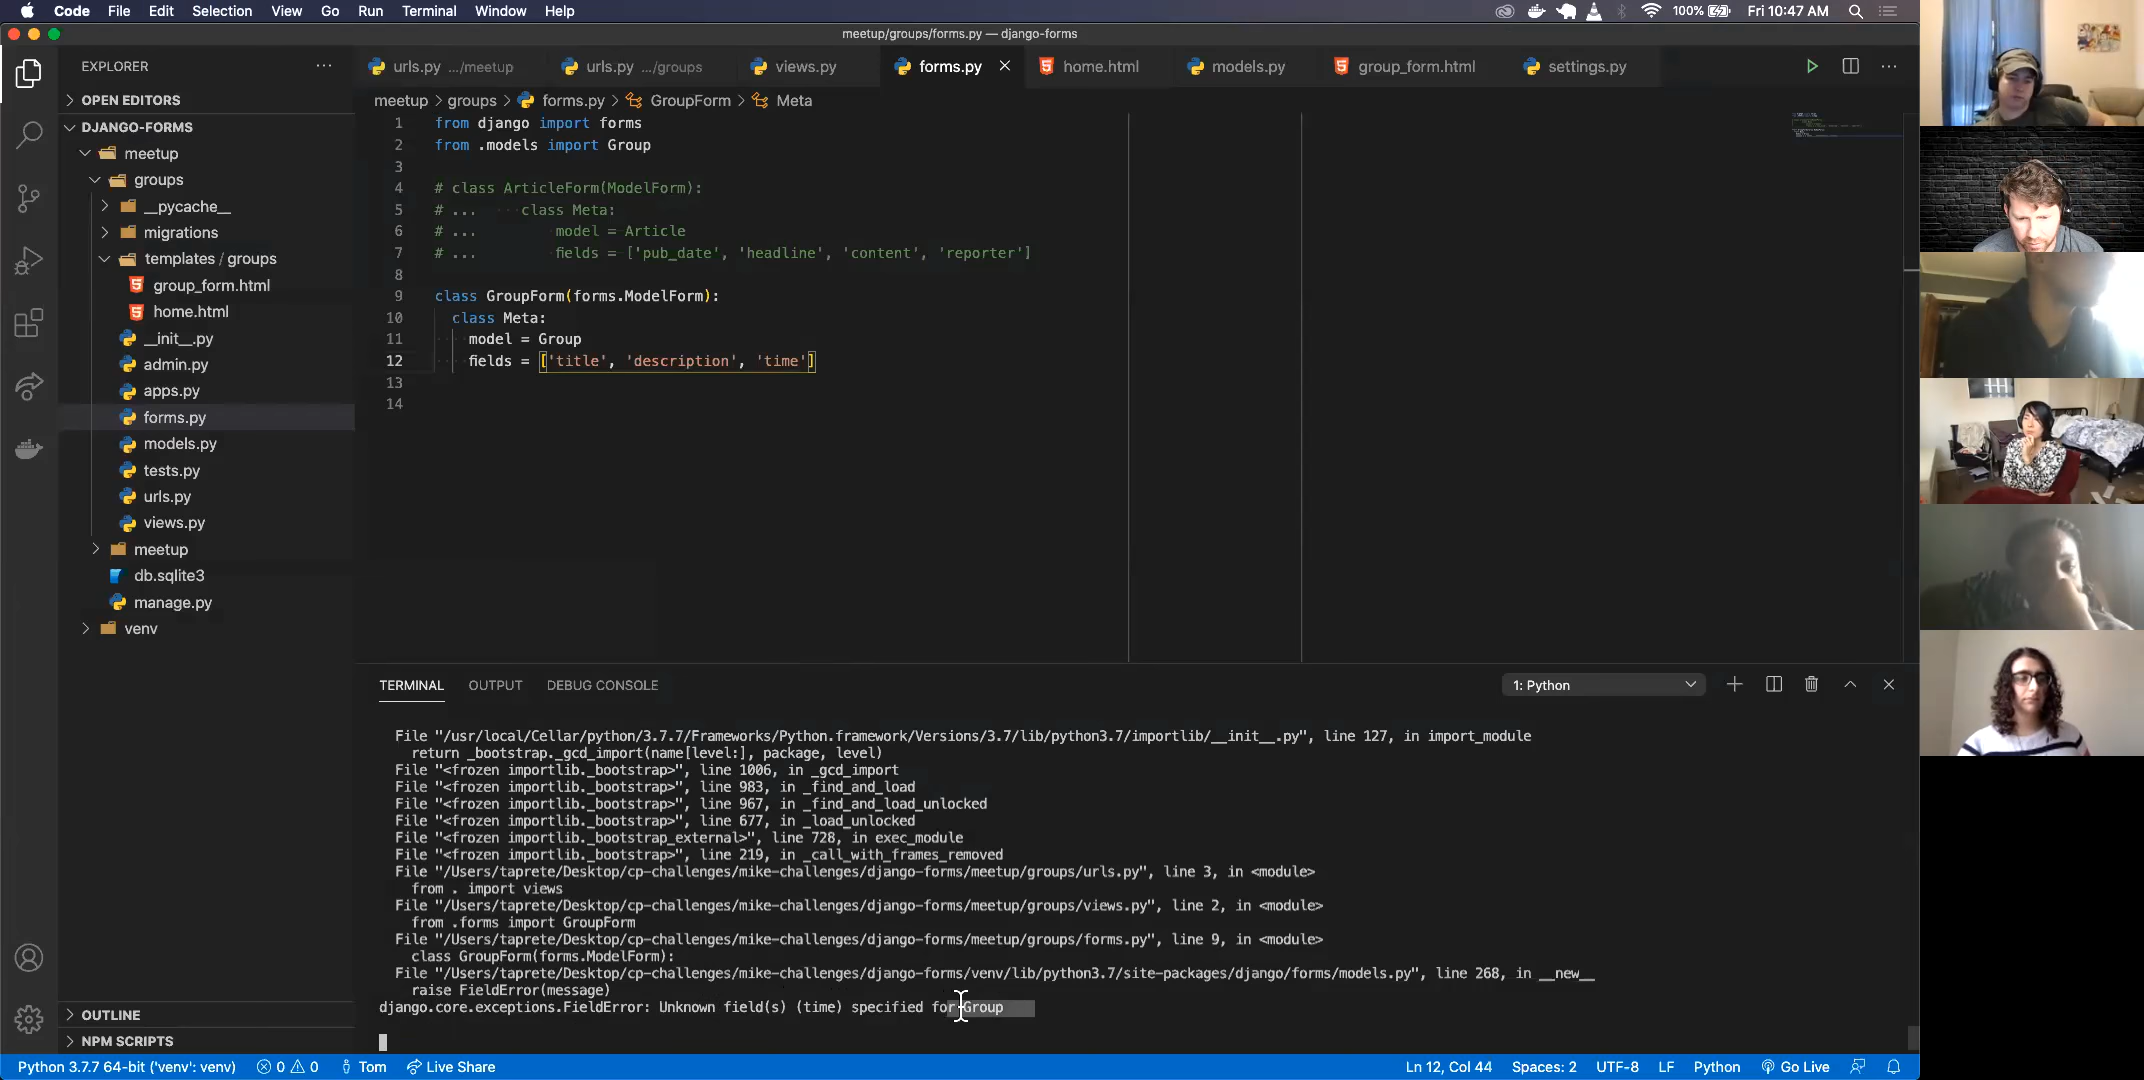 Code File Edit Selection View Go Run Terminal Window Help
100% Fri 10:47 AM
meetup/groups/forms.py — django-forms
EXPLORER
urls.py .../meetup urls.py .../groups views.py forms.py home.html models.py group_form.html settings.py
OPEN EDITORS
DJANGO-FORMS
meetup
groups
__pycache__
migrations
templates / groups
group_form.html
home.html
__init__.py
admin.py
apps.py
forms.py
models.py
tests.py
urls.py
views.py
meetup
db.sqlite3
manage.py
venv
OUTLINE
NPM SCRIPTS
meetup > groups > forms.py > GroupForm > Meta
1 from django import forms
2 from .models import Group
3
4 # class ArticleForm(ModelForm):
5 # ... class Meta:
6 # ... model = Article
7 # ... fields = ['pub_date', 'headline', 'content', 'reporter']
8
9 class GroupForm(forms.ModelForm):
10 class Meta:
11 model = Group
12 fields = ['title', 'description', 'time']
13
14
TERMINAL OUTPUT DEBUG CONSOLE
1: Python
File "/usr/local/Cellar/python/3.7.7/Frameworks/Python.framework/Versions/3.7/lib/python3.7/importlib/__init__.py", line 127, in import_module
return _bootstrap._gcd_import(name[level:], package, level)
File "<frozen importlib._bootstrap>", line 1006, in _gcd_import
File "<frozen importlib._bootstrap>", line 983, in _find_and_load
File "<frozen importlib._bootstrap>", line 967, in _find_and_load_unlocked
File "<frozen importlib._bootstrap>", line 677, in _load_unlocked
File "<frozen importlib._bootstrap_external>", line 728, in exec_module
File "<frozen importlib._bootstrap>", line 219, in _call_with_frames_removed
File "/Users/taprete/Desktop/cp-challenges/mike-challenges/django-forms/meetup/groups/urls.py", line 3, in <module>
from . import views
File "/Users/taprete/Desktop/cp-challenges/mike-challenges/django-forms/meetup/groups/views.py", line 2, in <module>
from .forms import GroupForm
File "/Users/taprete/Desktop/cp-challenges/mike-challenges/django-forms/meetup/groups/forms.py", line 9, in <module>
class GroupForm(forms.ModelForm):
File "/Users/taprete/Desktop/cp-challenges/mike-challenges/django-forms/venv/lib/python3.7/site-packages/django/forms/models.py", line 268, in __new__
raise FieldError(message)
django.core.exceptions.FieldError: Unknown field(s) (time) specified for Group
Python 3.7.7 64-bit ('venv': venv) 0 0 Tom Live Share
Ln 12, Col 44 Spaces: 2 UTF-8 LF Python Go Live